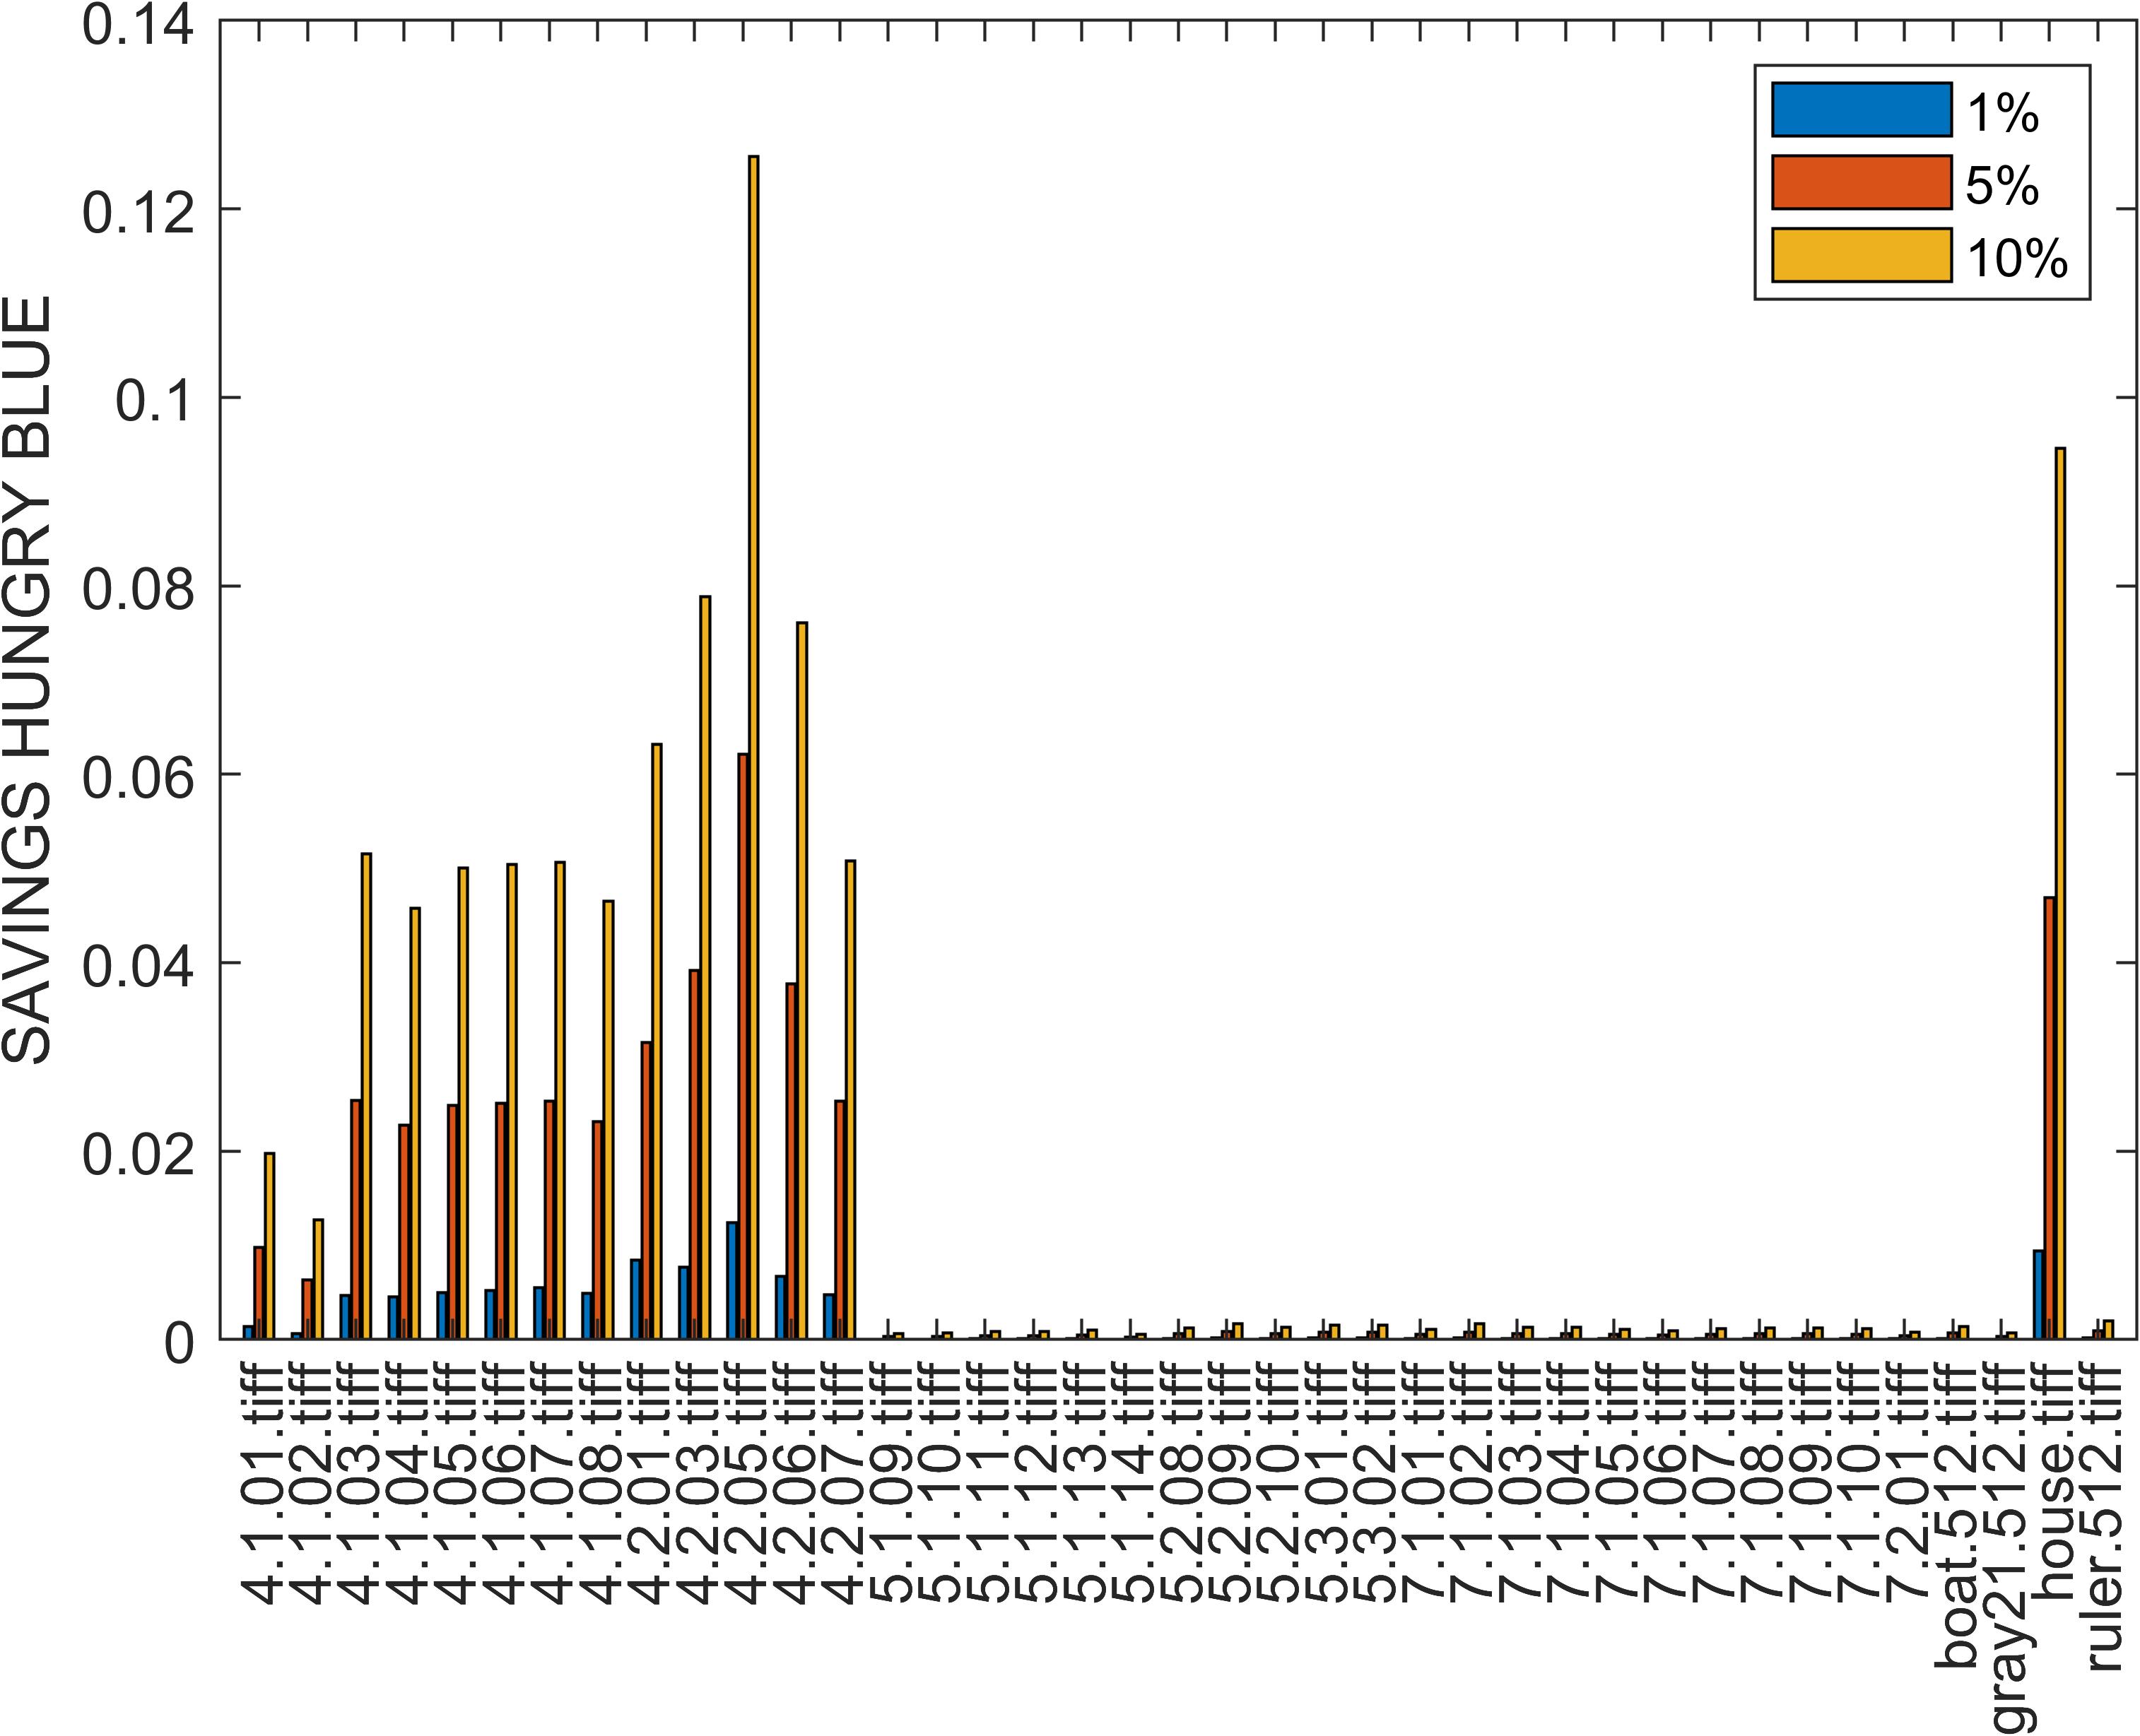 SAVINGS HUNGRY BLUE
0.14
0.12
0.1
0.08
0.06
0.04
0.02
0
1%
5%
10%
4.1.01.tiff
4.1.02.tiff
4.1.03.tiff
4.1.04.tiff
4.1.05.tiff
4.1.06.tiff
4.1.07.tiff
4.1.08.tiff
4.2.01.tiff
4.2.03.tiff
4.2.05.tiff
4.2.06.tiff
4.2.07.tiff
5.1.09.tiff
5.1.10.tiff
5.1.11.tiff
5.1.12.tiff
5.1.13.tiff
5.1.14.tiff
5.2.08.tiff
5.2.09.tiff
5.2.10.tiff
5.3.01.tiff
5.3.02.tiff
7.1.01.tiff
7.1.02.tiff
7.1.03.tiff
7.1.04.tiff
7.1.05.tiff
7.1.06.tiff
7.1.07.tiff
7.1.08.tiff
7.1.09.tiff
7.1.10.tiff
7.2.01.tiff
boat.512.tiff
gray21.512.tiff
house.tiff
ruler.512.tiff